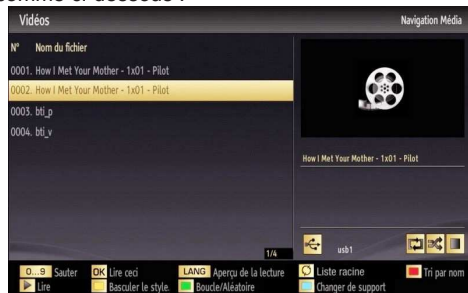 Vidéos
Navigation Média
N° Nom du fichier
0001. How I Met Your Mother - 1x01 - Pilot
0002. How I Met Your Mother - 1x01 - Pilot
0003. bti_p
0004. bti_v
How I Met Your Mother - 1x01 - Pilot
usb1
1/4
0...9 Sauter OK Lire ceci LANG Aperçu de la lecture Liste racine Tri par nom
Lire Basculer le style. Boucle/Aléatoire Changer de support